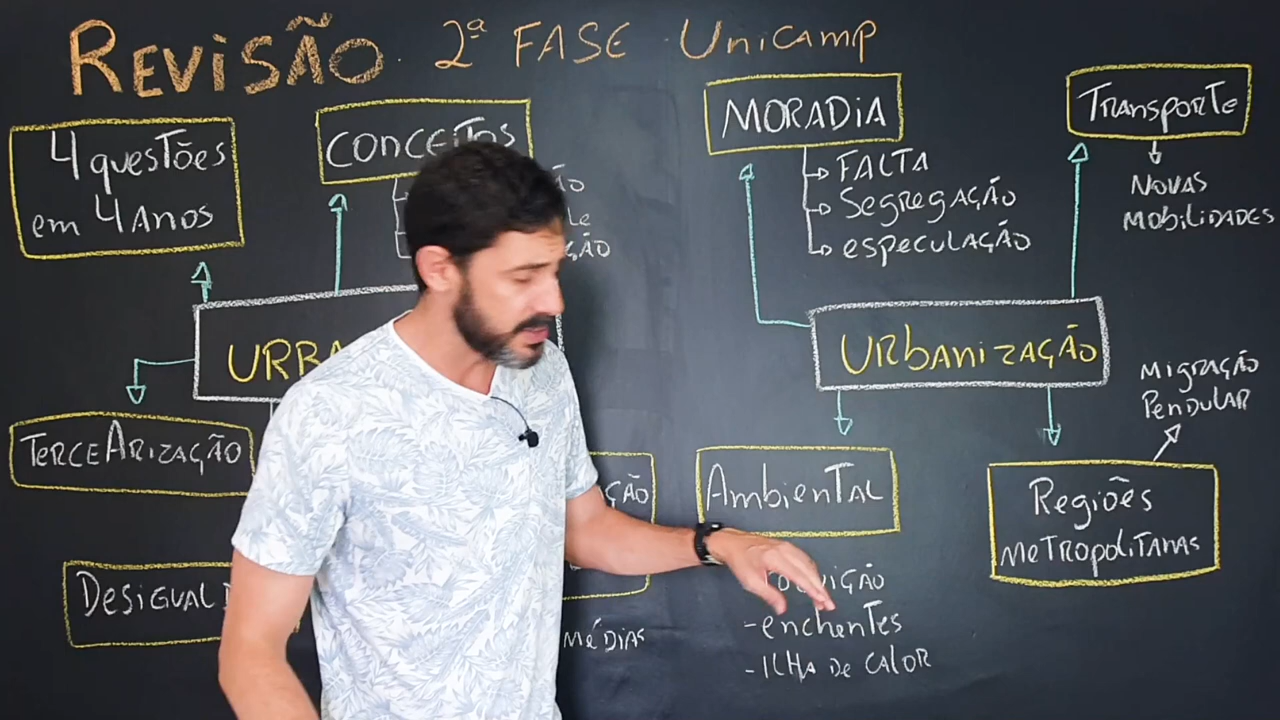 REVISÃO. 2ª FASE. Unicamp
4 questões
em 4 Anos
CONCEITOS
URBA
TERCEARIZAÇÃO
DESIGUAL
MÉDIAS
MORADIA
FALTA
SEGREGAÇÃO
ESPECULAÇÃO
TRANSPORTE
NOVAS
MOBILIDADES
URBANIZAÇÃO
MIGRAÇÃO
PENDULAR
AmbienTAL
-enchenTES
-ILHA DE CALOR
Regiões
meTROPOLITANAS